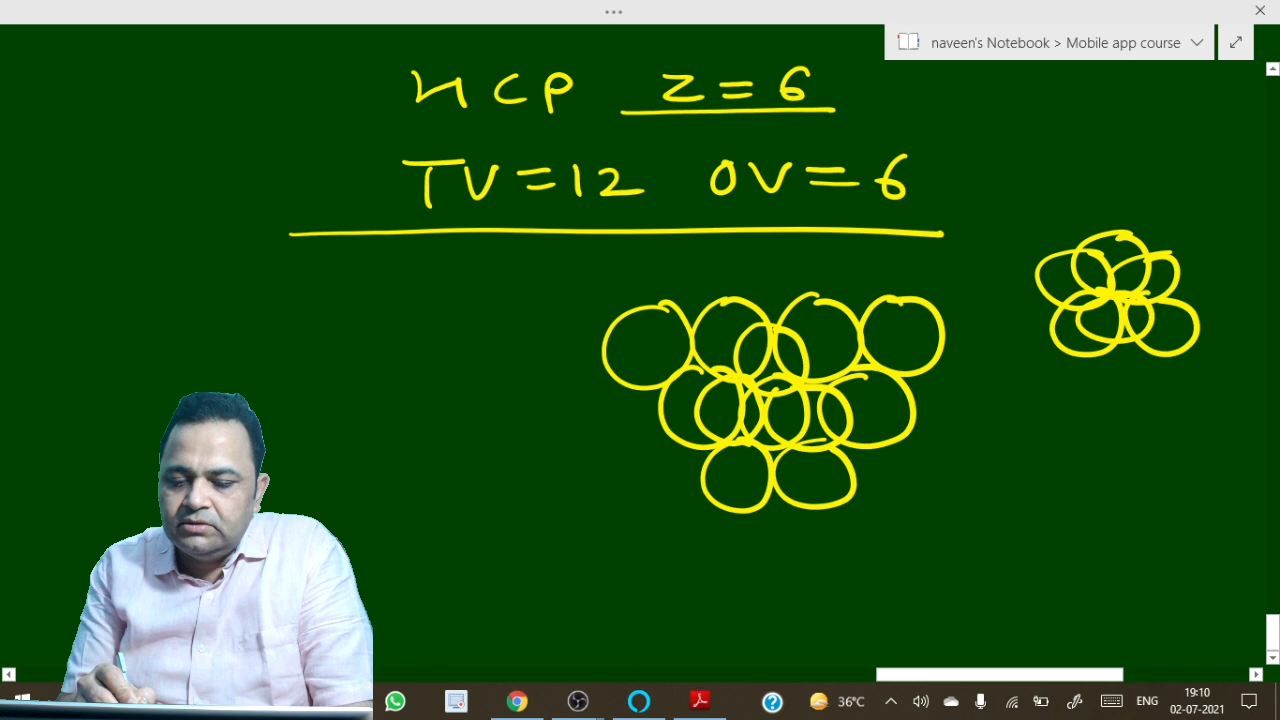 naveen's Notebook > Mobile app course
HCP Z=6
TV=12 OV=6
36°C
ENG
19:10
02-07-2021